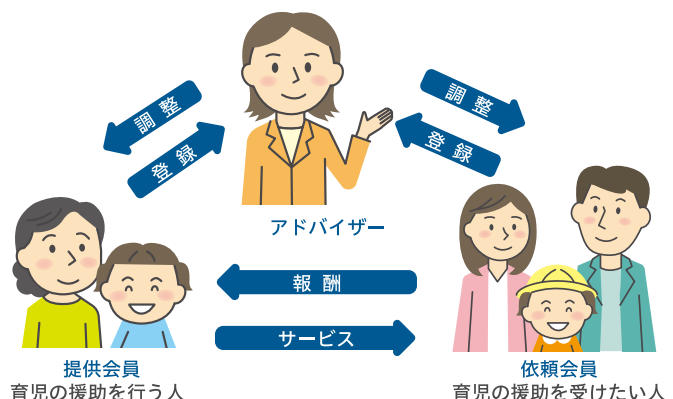 調整
登録
調整
登録
アドバイザー
報酬
サービス
提供会員
育児の援助を行う人
依頼会員
育児の援助を受けたい人